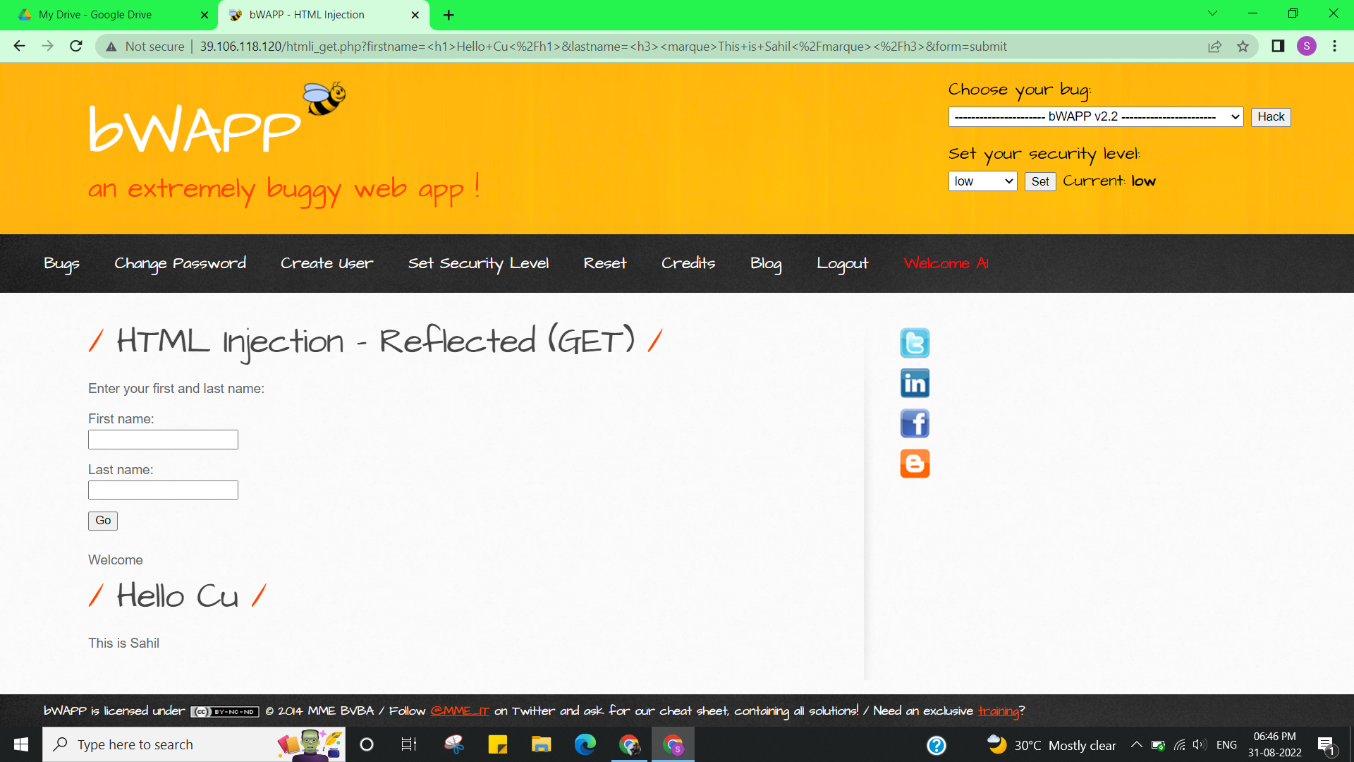 My Drive - Google Drive
bWAPP - HTML Injection
Not secure | 39.106.118.120/htmli_get.php?firstname=<h1>Hello+Cu<%2Fh1>&lastname=<h3><marque>This+is+Sahil<%2Fmarque><%2Fh3>&form=submit
S
bWAPP
an extremely buggy web app !
Choose your bug:
---------------------- bWAPP v2.2 -----------------------
Hack
Set your security level:
low
Set
Current: low
Bugs
Change Password
Create User
Set Security Level
Reset
Credits
Blog
Logout
Welcome A
/ HTML Injection - Reflected (GET) /
Enter your first and last name:
First name:
Last name:
Go
Welcome
/ Hello Cu /
This is Sahil
bWAPP is licensed under (cc) BY-NC-ND © 2014 MME BVBA / Follow @MME_IT on Twitter and ask for our cheat sheet, containing all solutions! / Need an exclusive training?
Type here to search
30°C Mostly clear
ENG
06:46 PM
31-08-2022
1